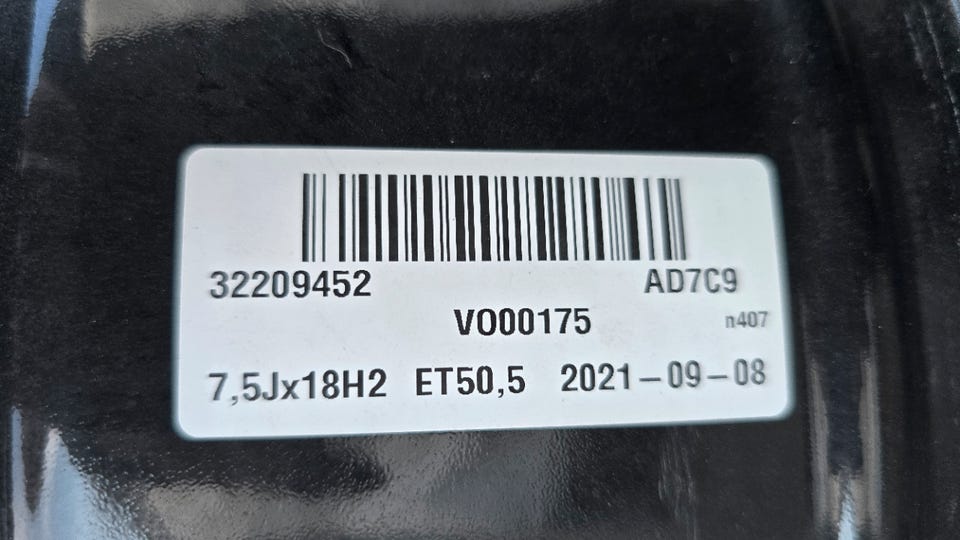 32209452 AD7C9
VO00175 n407
7,5Jx18H2 ET50,5 2021-09-08